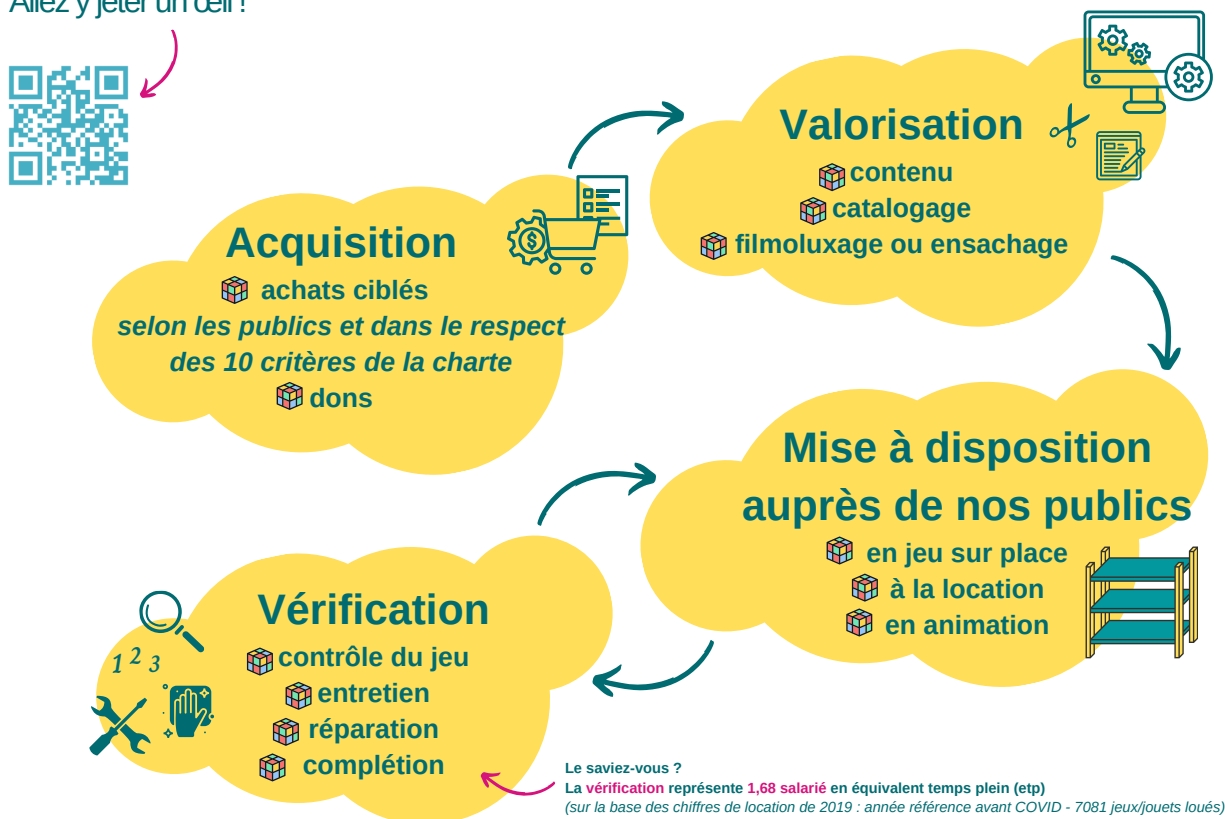 Allez y jeter un œil !
Valorisation
contenu
catalogage
filmoluxage ou ensachage
Acquisition
achats ciblés
selon les publics et dans le respect
des 10 critères de la charte
dons
Mise à disposition
auprès de nos publics
en jeu sur place
à la location
en animation
Vérification
1 2 3
contrôle du jeu
entretien
réparation
complétion
Le saviez-vous ?
La vérification représente 1,68 salarié en équivalent temps plein (etp)
(sur la base des chiffres de location de 2019 : année référence avant COVID - 7081 jeux/jouets loués)